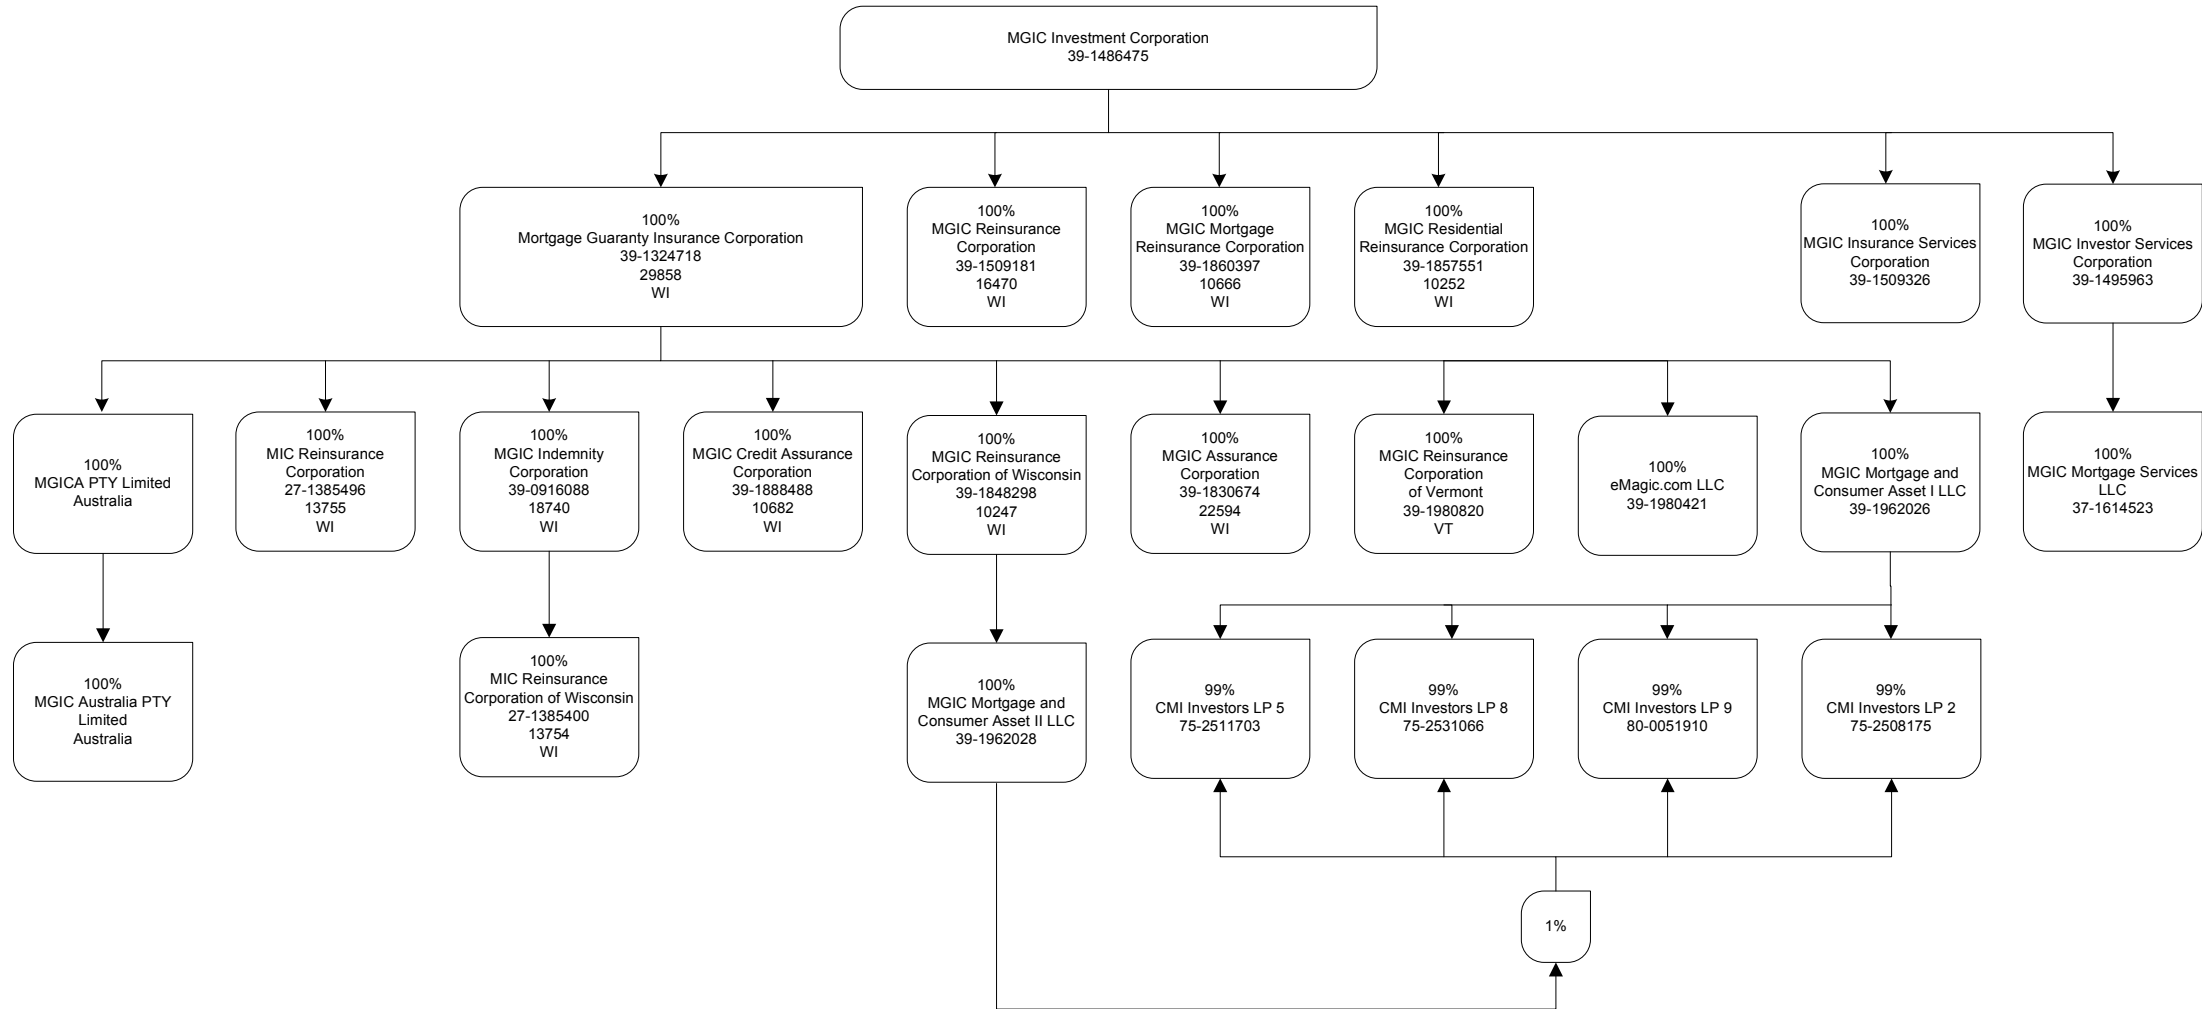 MGIC Investment Corporation
39-1486475
100%
Mortgage Guaranty Insurance Corporation
39-1324718
29858
WI
100%
MGIC Reinsurance
Corporation
39-1509181
16470
WI
100%
MGIC Mortgage
Reinsurance Corporation
39-1860397
10666
WI
100%
MGIC Residential
Reinsurance Corporation
39-1857551
10252
WI
100%
MGIC Insurance Services
Corporation
39-1509326
100%
MGIC Investor Services
Corporation
39-1495963
100%
MGICA PTY Limited
Australia
100%
MIC Reinsurance
Corporation
27-1385496
13755
WI
100%
MGIC Indemnity
Corporation
39-0916088
18740
WI
100%
MGIC Credit Assurance
Corporation
39-1888488
10682
WI
100%
MGIC Reinsurance
Corporation of Wisconsin
39-1848298
10247
WI
100%
MGIC Assurance
Corporation
39-1830674
22594
WI
100%
MGIC Reinsurance
Corporation
of Vermont
39-1980820
VT
100%
eMagic.com LLC
39-1980421
100%
MGIC Mortgage and
Consumer Asset I LLC
39-1962026
100%
MGIC Mortgage Services
LLC
37-1614523
100%
MGIC Australia PTY
Limited
Australia
100%
MIC Reinsurance
Corporation of Wisconsin
27-1385400
13754
WI
100%
MGIC Mortgage and
Consumer Asset II LLC
39-1962028
99%
CMI Investors LP 5
75-2511703
99%
CMI Investors LP 8
75-2531066
99%
CMI Investors LP 9
80-0051910
99%
CMI Investors LP 2
75-2508175
1%